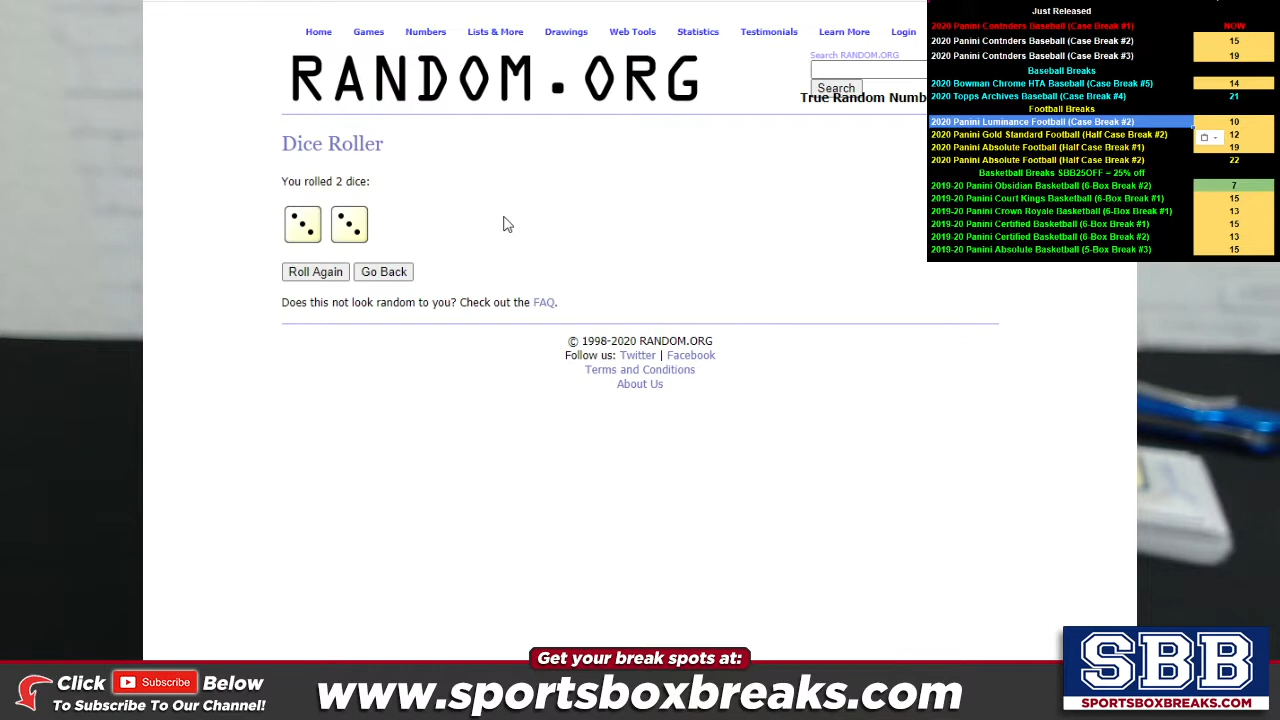 Home Games Numbers Lists & More Drawings Web Tools Statistics Testimonials Learn More Login
RANDOM.ORG
Search RANDOM.ORG
Search
True Random Numb
Dice Roller
You rolled 2 dice:
Roll Again Go Back
Does this not look random to you? Check out the FAQ.
© 1998-2020 RANDOM.ORG
Follow us: Twitter | Facebook
Terms and Conditions
About Us
Just Released
2020 Panini Contnders Baseball (Case Break #1) NOW
2020 Panini Contnders Baseball (Case Break #2) 15
2020 Panini Contnders Baseball (Case Break #3) 19
Baseball Breaks
2020 Bowman Chrome HTA Baseball (Case Break #5) 14
2020 Topps Archives Baseball (Case Break #4) 21
Football Breaks
2020 Panini Luminance Football (Case Break #2) 10
2020 Panini Gold Standard Football (Half Case Break #2) 12
2020 Panini Absolute Football (Half Case Break #1) 19
2020 Panini Absolute Football (Half Case Break #2) 22
Basketball Breaks SBB25OFF = 25% off
2019-20 Panini Obsidian Basketball (6-Box Break #2) 7
2019-20 Panini Court Kings Basketball (6-Box Break #1) 15
2019-20 Panini Crown Royale Basketball (6-Box Break #1) 13
2019-20 Panini Certified Basketball (6-Box Break #1) 15
2019-20 Panini Certified Basketball (6-Box Break #2) 13
2019-20 Panini Absolute Basketball (5-Box Break #3) 15
Get your break spots at:
Click Subscribe Below
To Subscribe To Our Channel!
www.sportsboxbreaks.com
SBB
SPORTSBOXBREAKS.COM